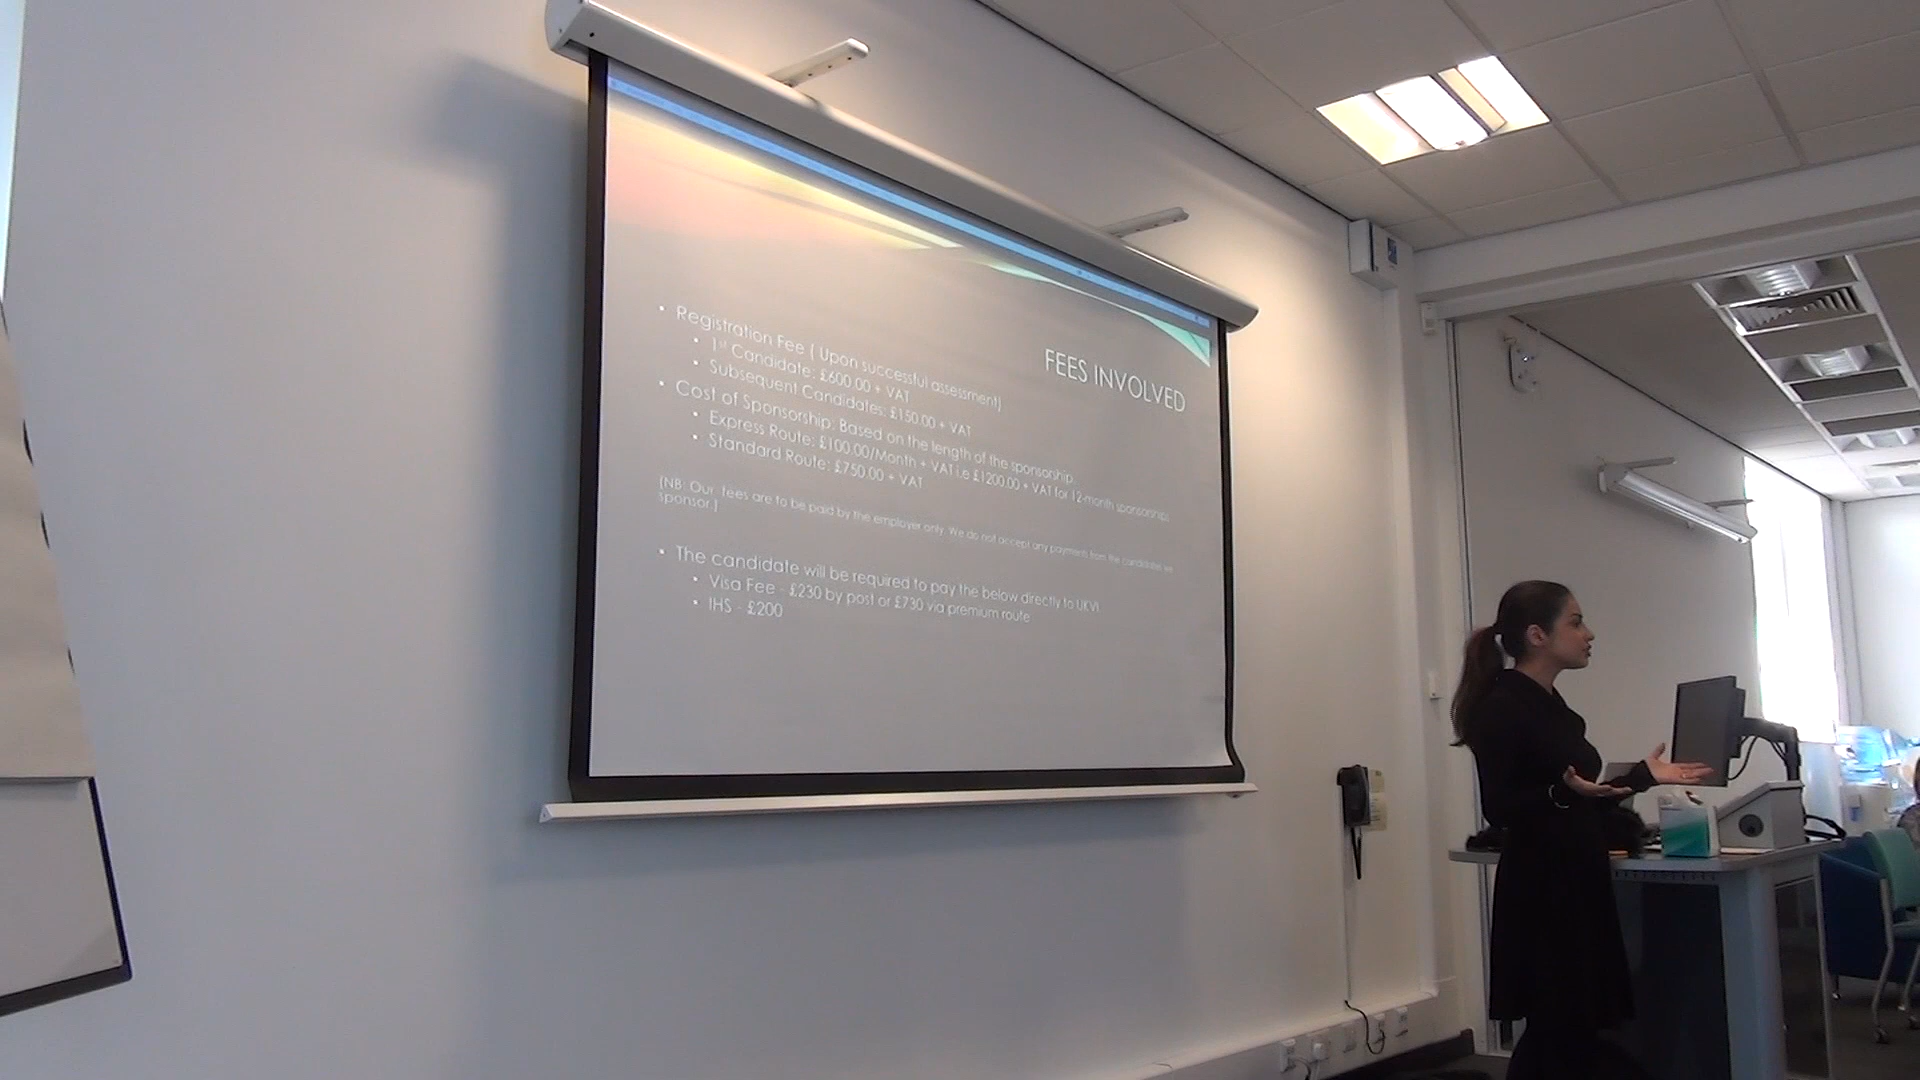 FEES INVOLVED
• Registration Fee ( Upon successful assessment)
• 1st Candidate: £600.00 + VAT
• Subsequent Candidates: £150.00 + VAT
• Cost of Sponsorship: Based on the length of the sponsorship.
• Express Route: £100.00/Month + VAT i.e £1200.00 + VAT for 12-month sponsorships
• Standard Route: £750.00 + VAT
(NB: Our fees are to be paid by the employer only. We do not accept any payments from the candidates we
sponsor.)
• The candidate will be required to pay the below directly to UKVI
• Visa Fee - £230 by post or £730 via premium route
• IHS - £200